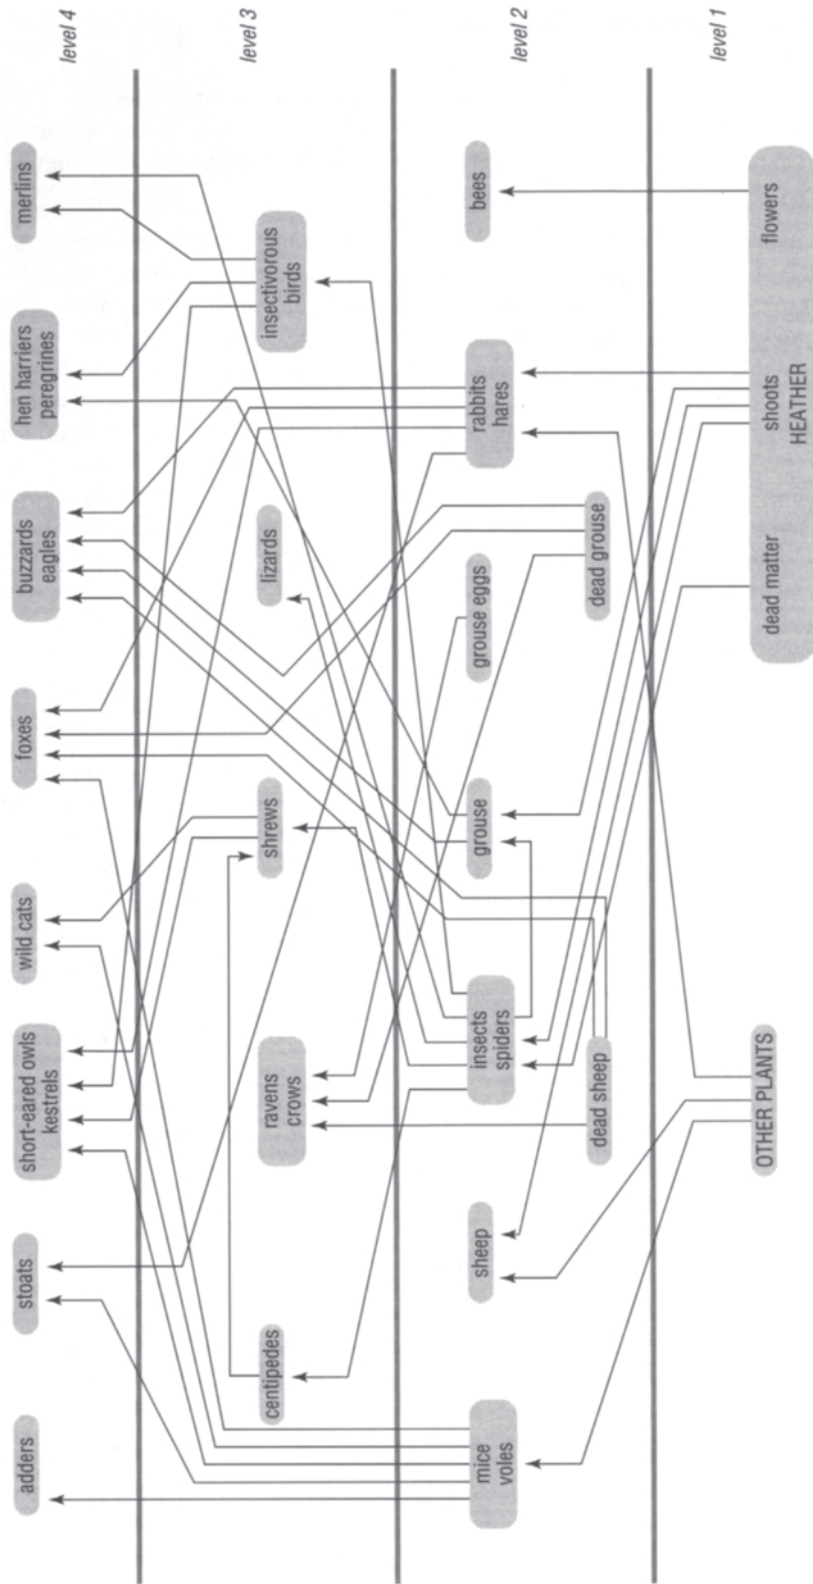 adders
stoats
short-eared owls
kestrels
wild cats
foxes
buzzards
eagles
hen harriers
peregrines
merlins
level 4
centipedes
ravens
crows
shrews
lizards
insectivorous
birds
level 3
mice
voles
sheep
insects
spiders
grouse
grouse eggs
rabbits
hares
bees
level 2
dead sheep
dead grouse
OTHER PLANTS
dead matter
shoots
flowers
HEATHER
level 1